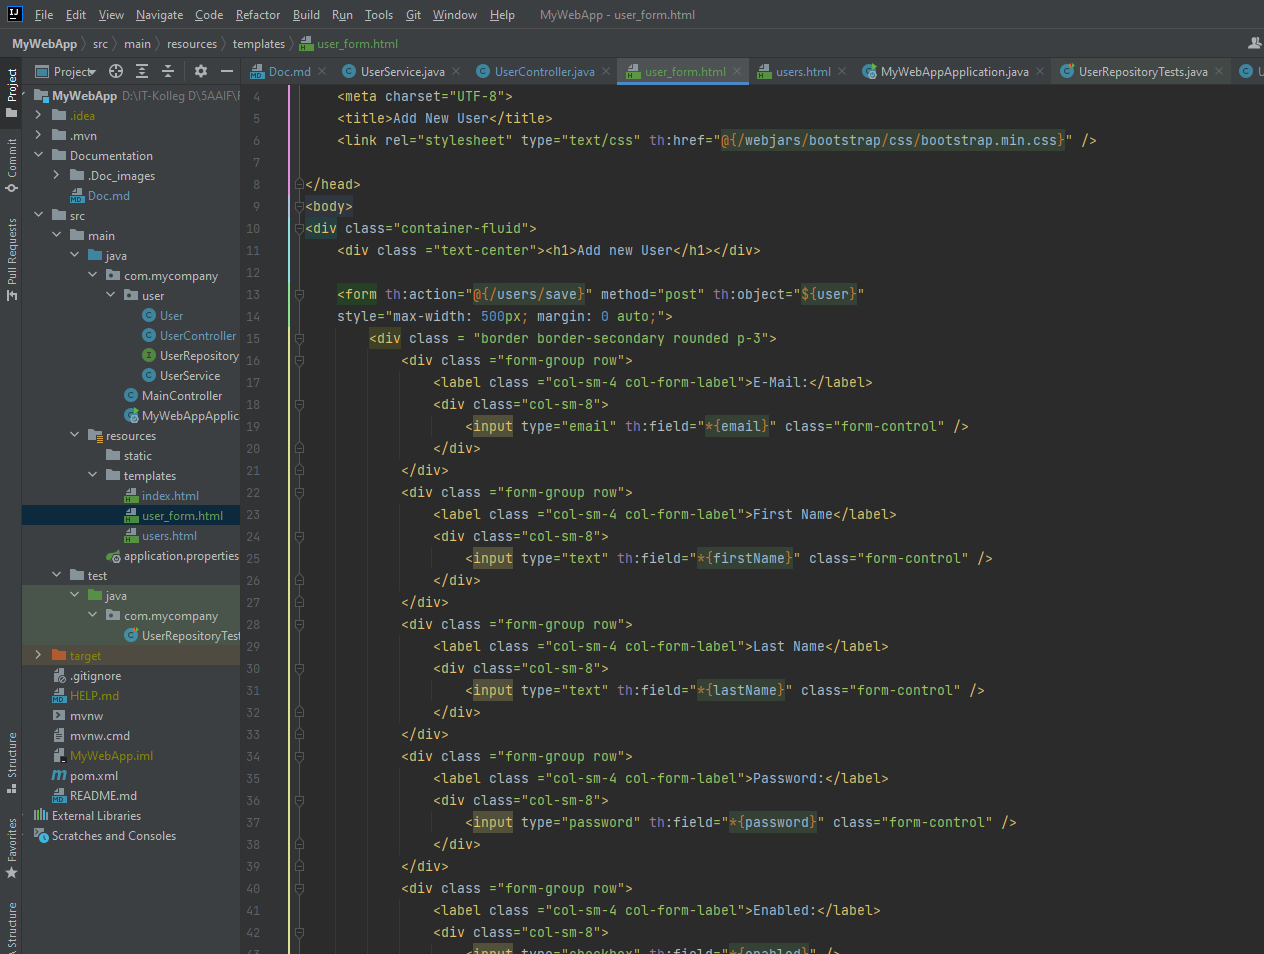 File Edit View Navigate Code Refactor Build Run Tools Git Window Help MyWebApp - user_form.html
MyWebApp src main resources templates user_form.html
Project
Doc.md UserService.java UserController.java user_form.html users.html MyWebAppApplication.java UserRepositoryTests.java
Project
Commit
Pull Requests
Structure
Favorites
Structure
MyWebApp D:\IT-Kolleg D\5AAIF\F
.idea
.mvn
Documentation
.Doc_images
Doc.md
src
main
java
com.mycompany
user
User
UserController
UserRepository
UserService
MainController
MyWebAppApplic
resources
static
templates
index.html
user_form.html
users.html
application.properties
test
java
com.mycompany
UserRepositoryTest
target
.gitignore
HELP.md
mvnw
mvnw.cmd
MyWebApp.iml
pom.xml
README.md
External Libraries
Scratches and Consoles
4 <meta charset="UTF-8">
5 <title>Add New User</title>
6 <link rel="stylesheet" type="text/css" th:href="@{/webjars/bootstrap/css/bootstrap.min.css}" />
7
8 </head>
9 <body>
10 <div class="container-fluid">
11 <div class ="text-center"><h1>Add new User</h1></div>
12
13 <form th:action="@{/users/save}" method="post" th:object="${user}"
14 style="max-width: 500px; margin: 0 auto;">
15 <div class = "border border-secondary rounded p-3">
16 <div class ="form-group row">
17 <label class ="col-sm-4 col-form-label">E-Mail:</label>
18 <div class="col-sm-8">
19 <input type="email" th:field="*{email}" class="form-control" />
20 </div>
21 </div>
22 <div class ="form-group row">
23 <label class ="col-sm-4 col-form-label">First Name</label>
24 <div class="col-sm-8">
25 <input type="text" th:field="*{firstName}" class="form-control" />
26 </div>
27 </div>
28 <div class ="form-group row">
29 <label class ="col-sm-4 col-form-label">Last Name</label>
30 <div class="col-sm-8">
31 <input type="text" th:field="*{lastName}" class="form-control" />
32 </div>
33 </div>
34 <div class ="form-group row">
35 <label class ="col-sm-4 col-form-label">Password:</label>
36 <div class="col-sm-8">
37 <input type="password" th:field="*{password}" class="form-control" />
38 </div>
39 </div>
40 <div class ="form-group row">
41 <label class ="col-sm-4 col-form-label">Enabled:</label>
42 <div class="col-sm-8">
43 <input type="checkbox" th:field="*{enabled}" />